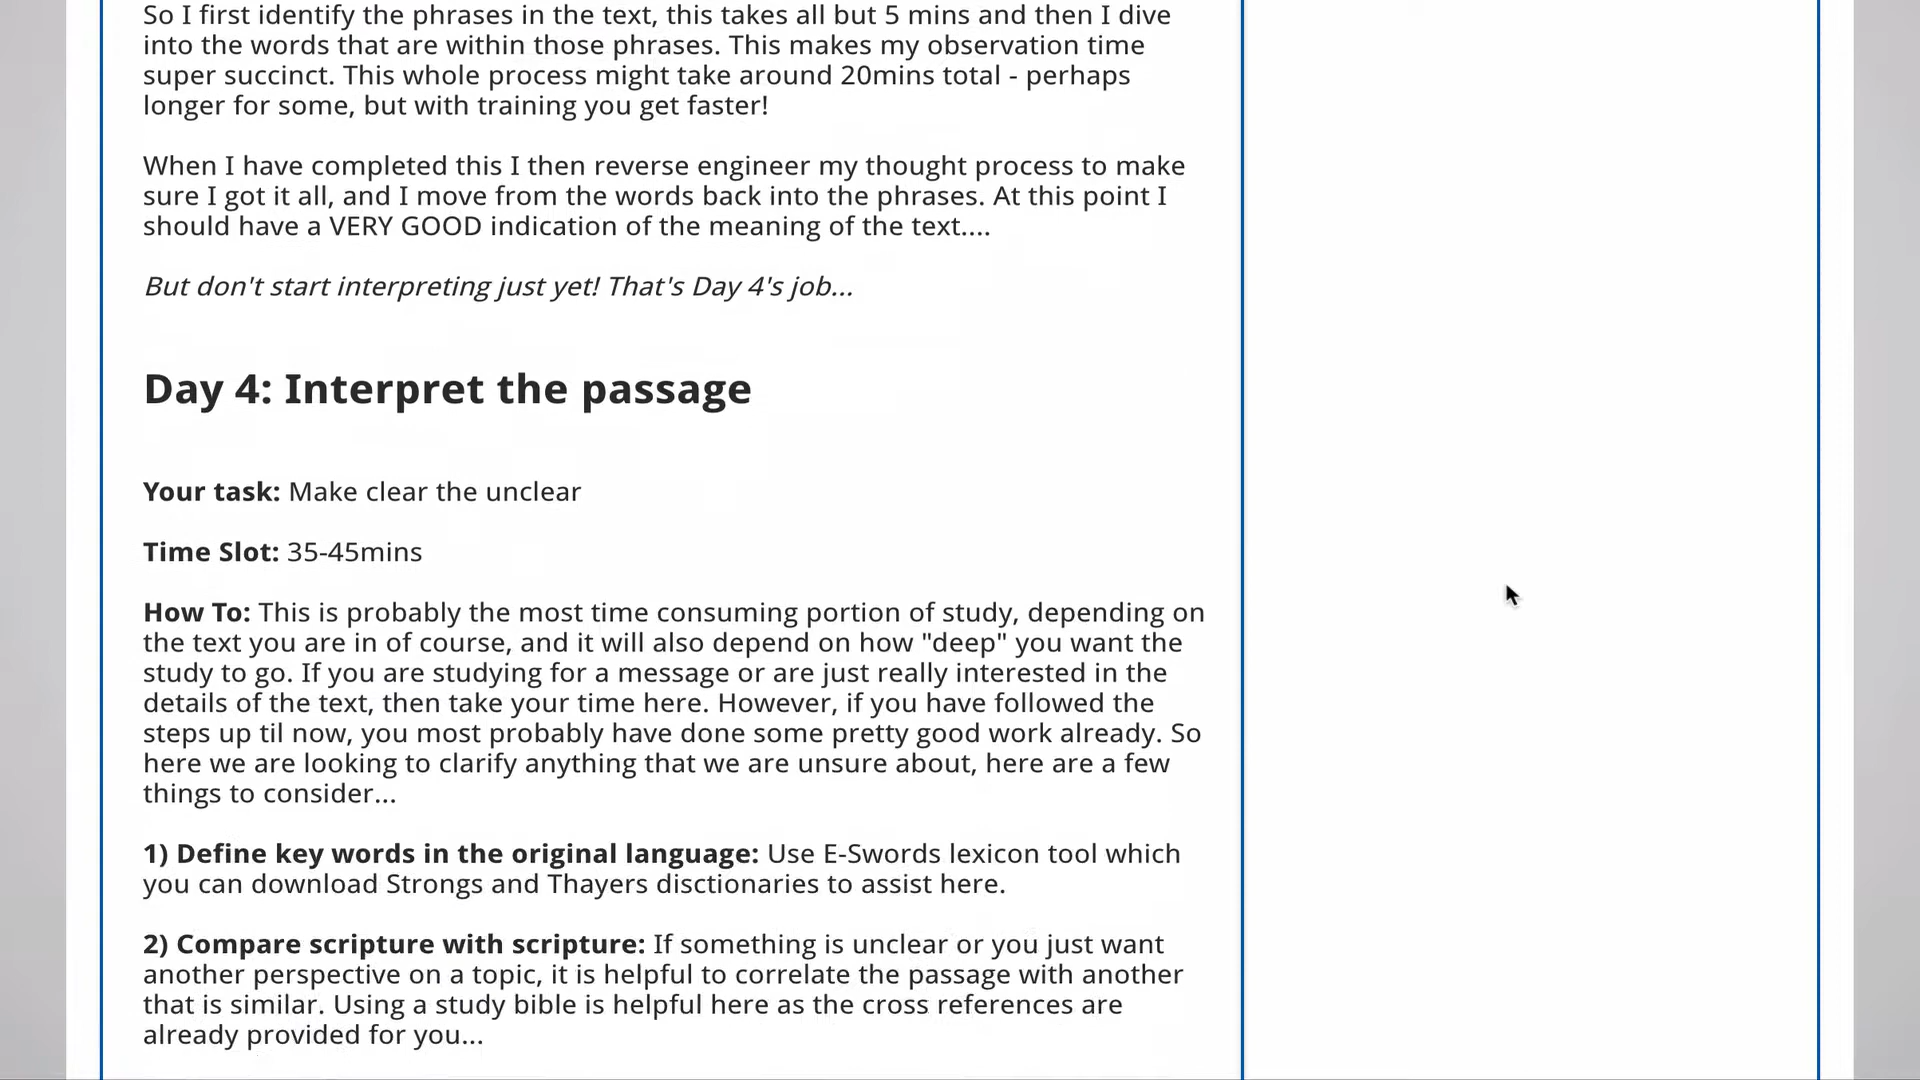 So I first identify the phrases in the text, this takes all but 5 mins and then I dive
into the words that are within those phrases. This makes my observation time
super succinct. This whole process might take around 20mins total - perhaps
longer for some, but with training you get faster!
When I have completed this I then reverse engineer my thought process to make
sure I got it all, and I move from the words back into the phrases. At this point I
should have a VERY GOOD indication of the meaning of the text....
But don't start interpreting just yet! That's Day 4's job...
Day 4: Interpret the passage
Your task: Make clear the unclear
Time Slot: 35-45mins
How To: This is probably the most time consuming portion of study, depending on
the text you are in of course, and it will also depend on how "deep" you want the
study to go. If you are studying for a message or are just really interested in the
details of the text, then take your time here. However, if you have followed the
steps up til now, you most probably have done some pretty good work already. So
here we are looking to clarify anything that we are unsure about, here are a few
things to consider...
1) Define key words in the original language: Use E-Swords lexicon tool which
you can download Strongs and Thayers disctionaries to assist here.
2) Compare scripture with scripture: If something is unclear or you just want
another perspective on a topic, it is helpful to correlate the passage with another
that is similar. Using a study bible is helpful here as the cross references are
already provided for you...